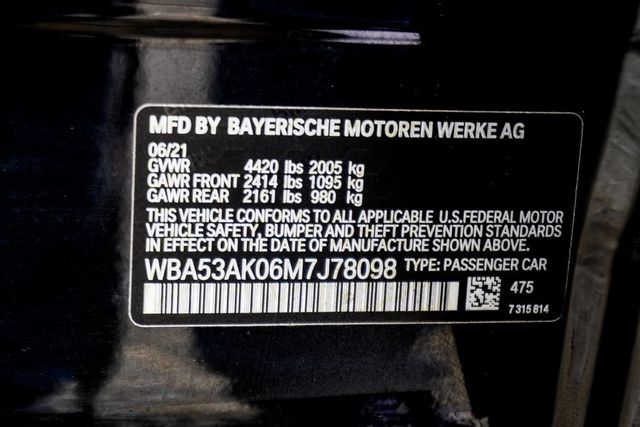 MFD BY BAYERISCHE MOTOREN WERKE AG
06/21
GVWR 4420 lbs 2005 kg
GAWR FRONT 2414 lbs 1095 kg
GAWR REAR 2161 lbs 980 kg
THIS VEHICLE CONFORMS TO ALL APPLICABLE U.S.FEDERAL MOTOR
VEHICLE SAFETY, BUMPER AND THEFT PREVENTION STANDARDS
IN EFFECT ON THE DATE OF MANUFACTURE SHOWN ABOVE.
WBA53AK06M7J78098 TYPE: PASSENGER CAR
475
7 315 814